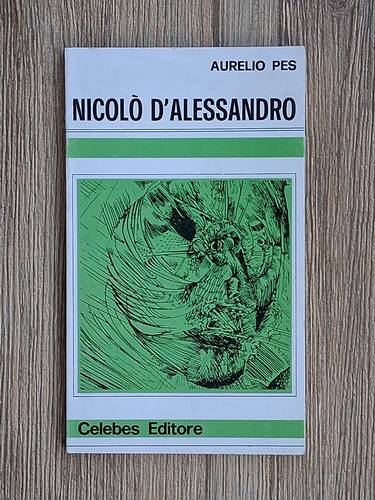 AURELIO PES
NICOLÒ D'ALESSANDRO
Celebes Editore